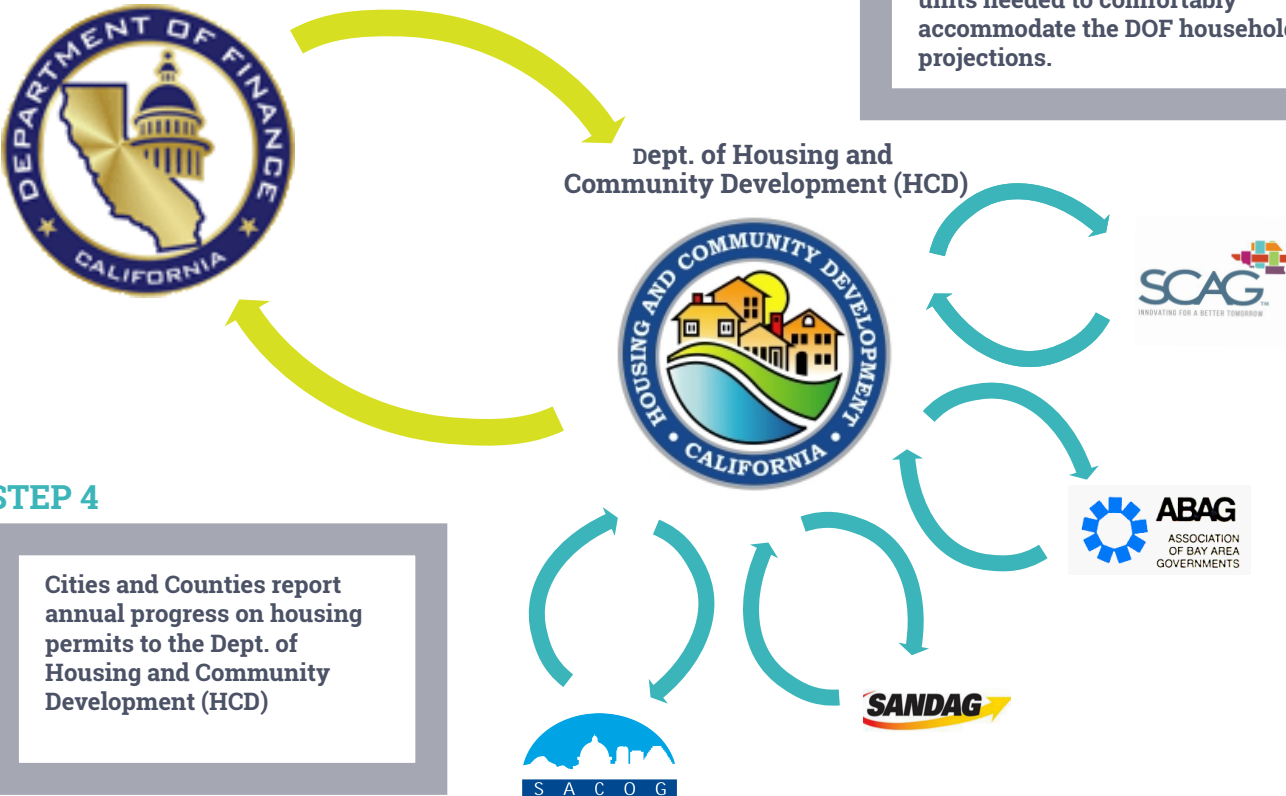 units needed to comfortably
accommodate the DOF household
projections.
DEPARTMENT OF FINANCE
CALIFORNIA
Dept. of Housing and
Community Development (HCD)
HOUSING AND COMMUNITY DEVELOPMENT
CALIFORNIA
SCAG
INNOVATING FOR A BETTER TOMORROW
ABAG
ASSOCIATION
OF BAY AREA
GOVERNMENTS
STEP 4
Cities and Counties report
annual progress on housing
permits to the Dept. of
Housing and Community
Development (HCD)
SANDAG
SACOG